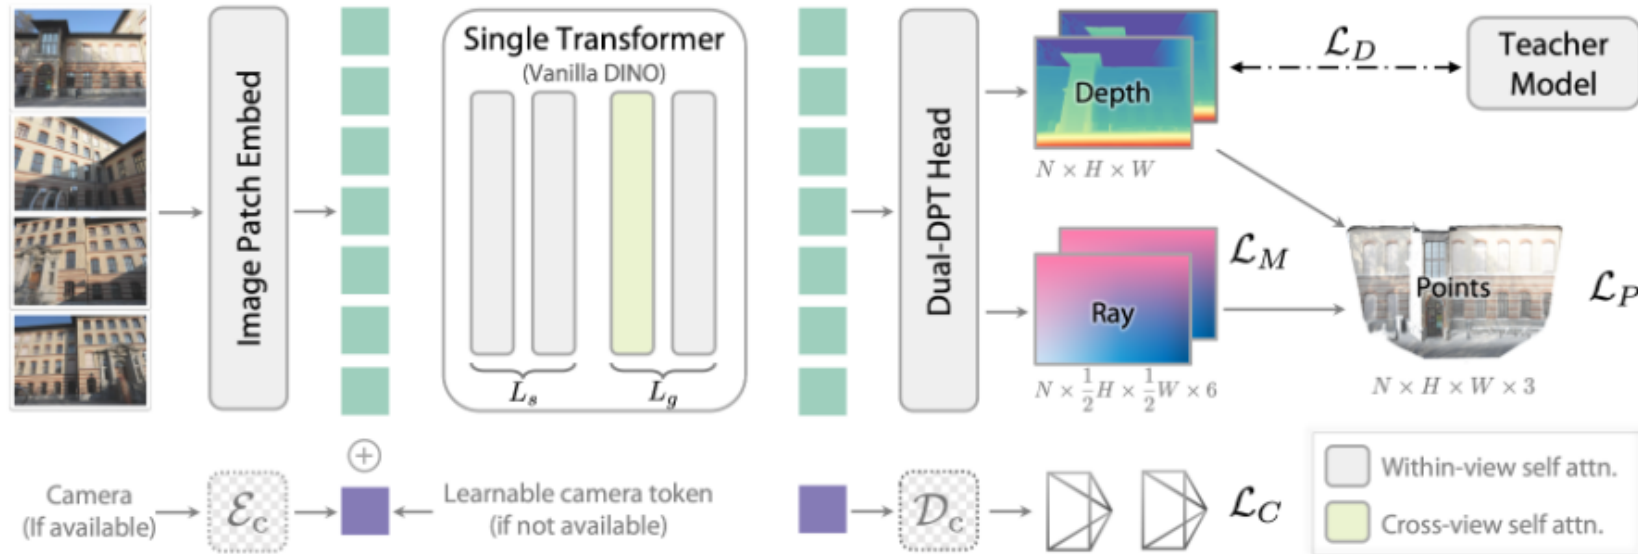 Image Patch Embed
Single Transformer
(Vanilla DINO)
L_s
L_g
Dual-DPT Head
Depth
N × H × W
ℒ_D
Teacher
Model
Ray
ℒ_M
N × 1/2 H × 1/2 W × 6
Points
ℒ_P
N × H × W × 3
Camera
(If available)
ℰ_c
+
Learnable camera token
(if not available)
𝒟_c
ℒ_C
Within-view self attn.
Cross-view self attn.